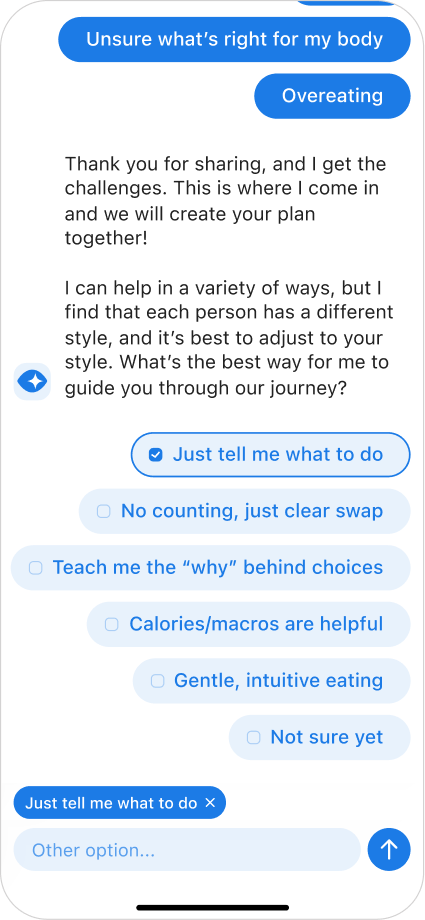 Unsure what’s right for my body
Overeating
Thank you for sharing, and I get the
challenges. This is where I come in
and we will create your plan
together!
I can help in a variety of ways, but I
find that each person has a different
style, and it’s best to adjust to your
style. What’s the best way for me to
guide you through our journey?
Just tell me what to do
No counting, just clear swap
Teach me the “why” behind choices
Calories/macros are helpful
Gentle, intuitive eating
Not sure yet
Just tell me what to do ×
Other option...